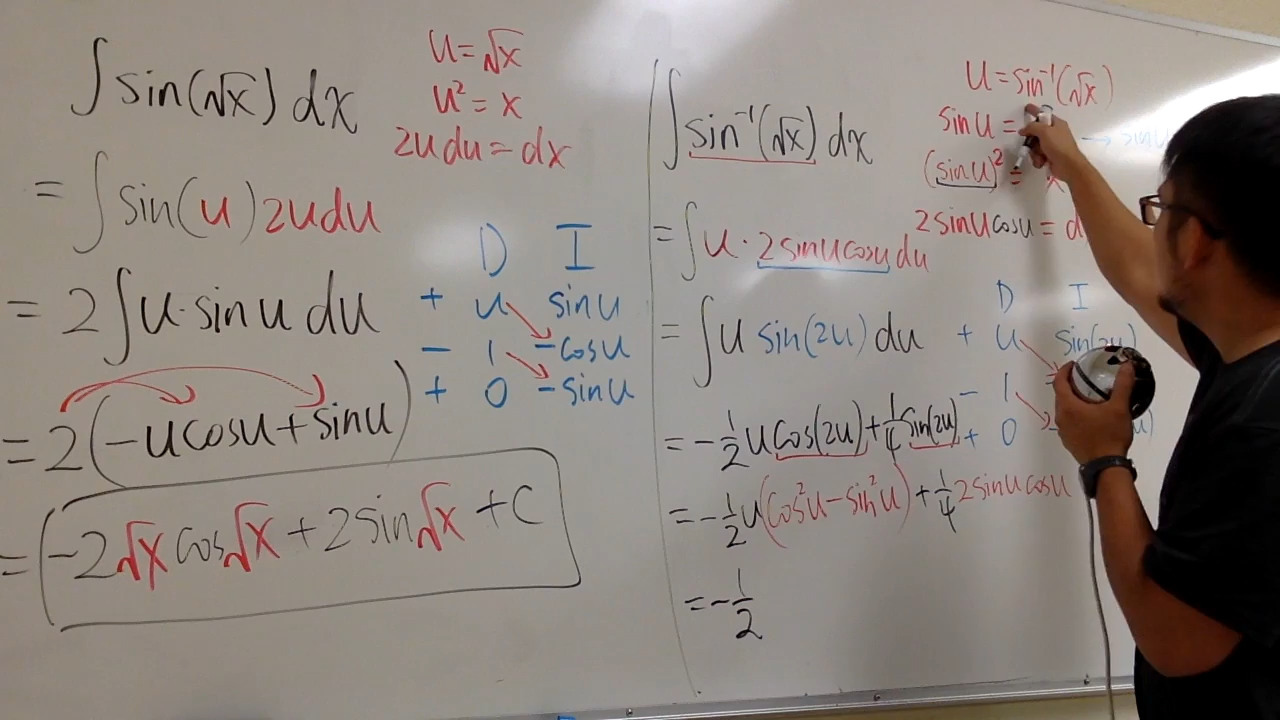 ∫ sin(√x) dx
u = √x
u² = x
2u du = dx
= ∫ sin(u) 2u du
= 2 ∫ u · sin u du
D I
+ u sin u
− 1 −cos u
+ 0 −sin u
= 2(−u cos u + sin u)
= −2√x cos√x + 2 sin√x + C
∫ sin⁻¹(√x) dx
u = sin⁻¹(√x)
sin u =
→ sin u
(sin u)² = x
2 sin u cos u = d
= ∫ u · 2 sin u cos u du
= ∫ u sin(2u) du
D I
+ u sin(2u)
− 1
+ 0
= −1/2 u cos(2u) + 1/4 sin(2u)
= −1/2 u(cos²u − sin²u) + 1/4 2 sin u cos u
= −1/2